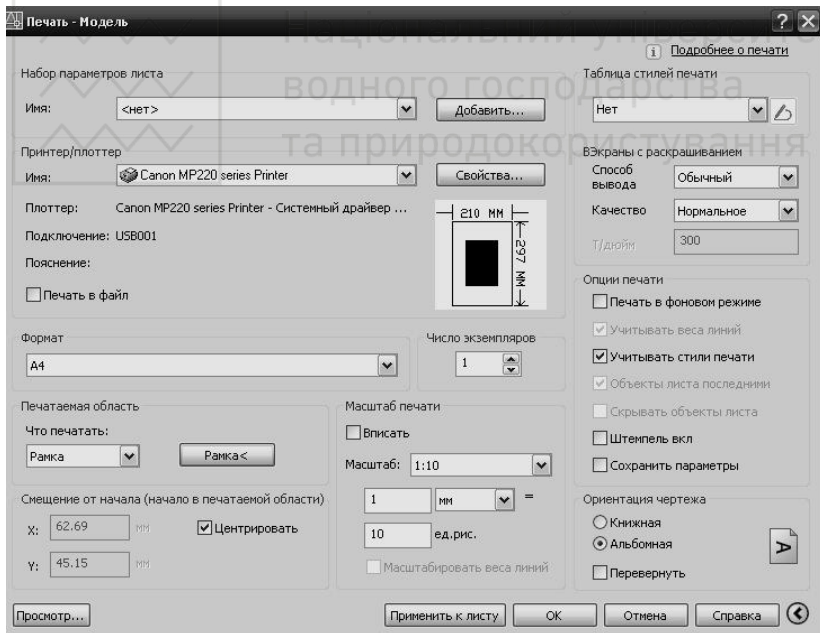 Печать - Модель
Національний університе
водного господарства
та природокористування
Подробнее о печати
Набор параметров листа
Имя: <нет> Добавить...
Таблица стилей печати
Нет
Принтер/плоттер
Имя: Canon MP220 series Printer Свойства...
Плоттер: Canon MP220 series Printer - Системный драйвер ...
Подключение: USB001
Пояснение:
Печать в файл
210 MM
297 MM
ВЭкраны с раскрашиванием
Способ
вывода Обычный
Качество Нормальное
Т/дюйм 300
Формат
A4
Число экземпляров
1
Опции печати
Печать в фоновом режиме
Учитывать веса линий
Учитывать стили печати
Объекты листа последними
Скрывать объекты листа
Штемпель вкл
Сохранить параметры
Печатаемая область
Что печатать:
Рамка Рамка<
Масштаб печати
Вписать
Масштаб: 1:10
1 мм =
10 ед.рис.
Масштабировать веса линий
Смещение от начала (начало в печатаемой области)
X: 62.69 мм Центрировать
Y: 45.15 мм
Ориентация чертежа
Книжная
Альбомная
Перевернуть
A
Просмотр... Применить к листу OK Отмена Справка